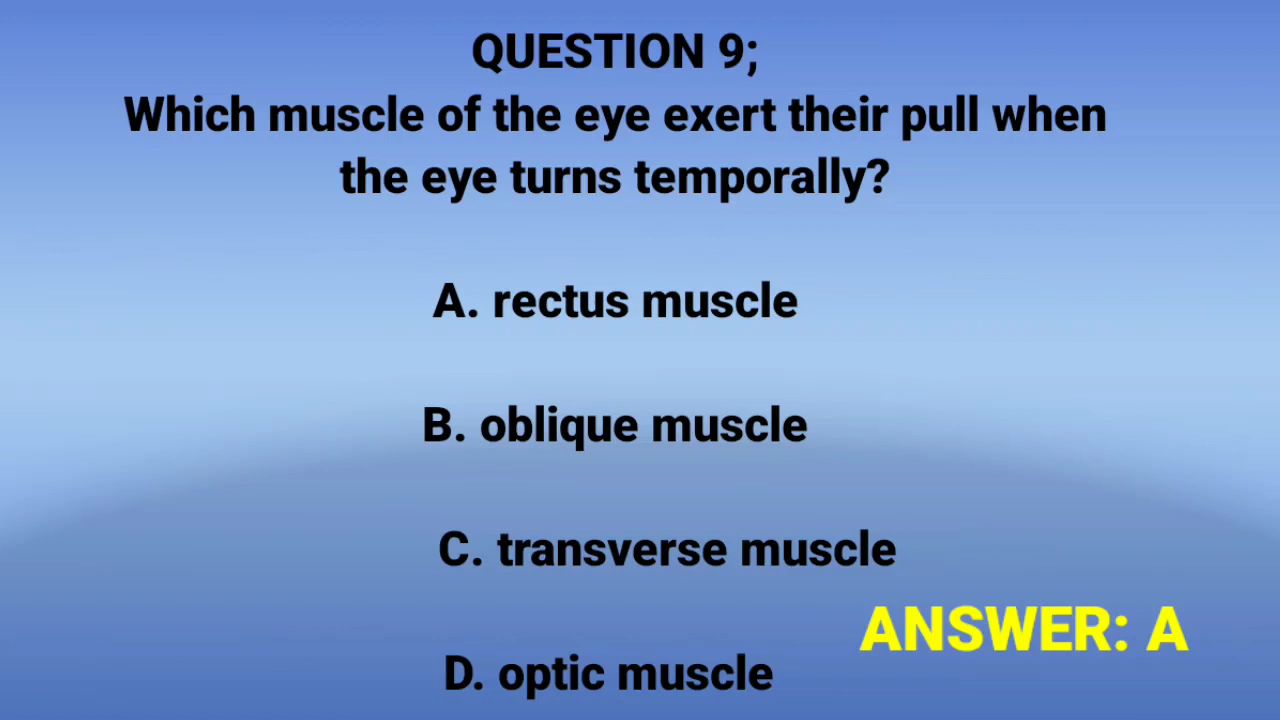 QUESTION 9;
Which muscle of the eye exert their pull when
the eye turns temporally?
A. rectus muscle
B. oblique muscle
C. transverse muscle
ANSWER: A
D. optic muscle